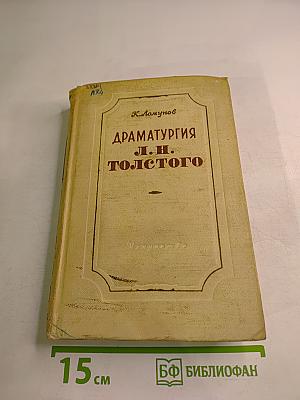 К. Ломунов
ДРАМАТУРГИЯ
Л. Н.
ТОЛСТОГО
15 см
БФ БИБЛИОФАН